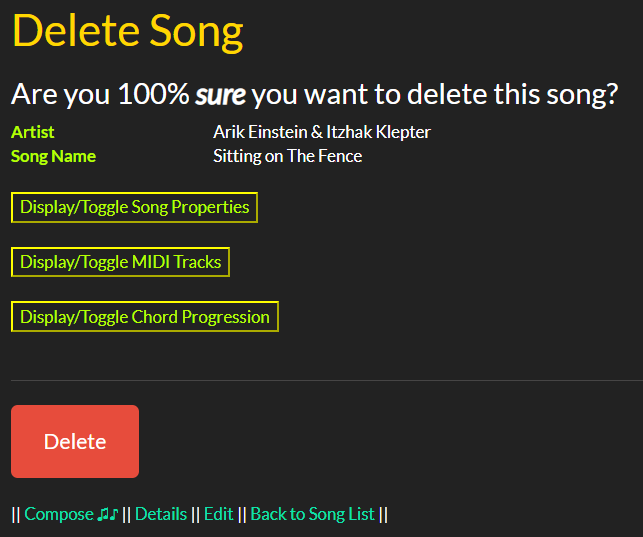 Delete Song
Are you 100% sure you want to delete this song?
Artist Arik Einstein & Itzhak Klepter
Song Name Sitting on The Fence
Display/Toggle Song Properties
Display/Toggle MIDI Tracks
Display/Toggle Chord Progression
Delete
|| Compose ♫♪ || Details || Edit || Back to Song List ||